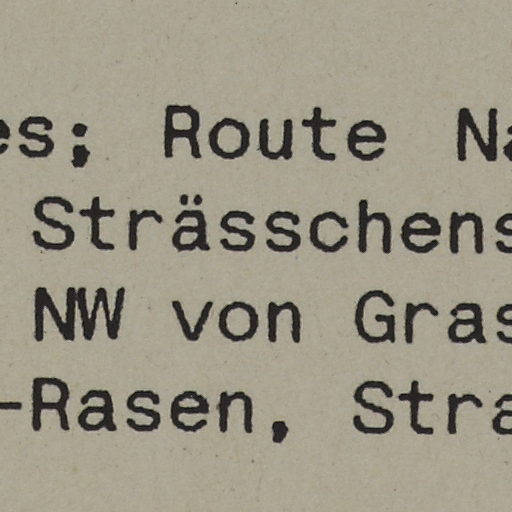 es; Route Na
Strässchens
NW von Gras
-Rasen, Stra